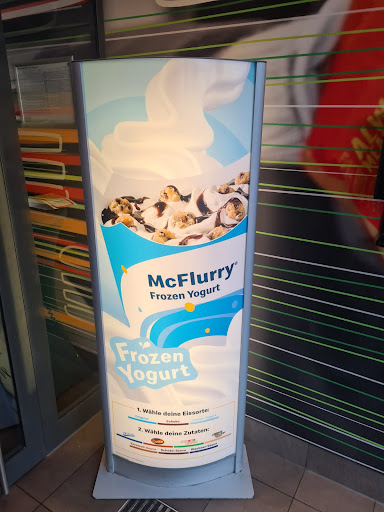 McFlurry®
Frozen Yogurt
Frozen
Yogurt
1. Wähle deine Eissorte:
2. Wähle deine Zutaten: